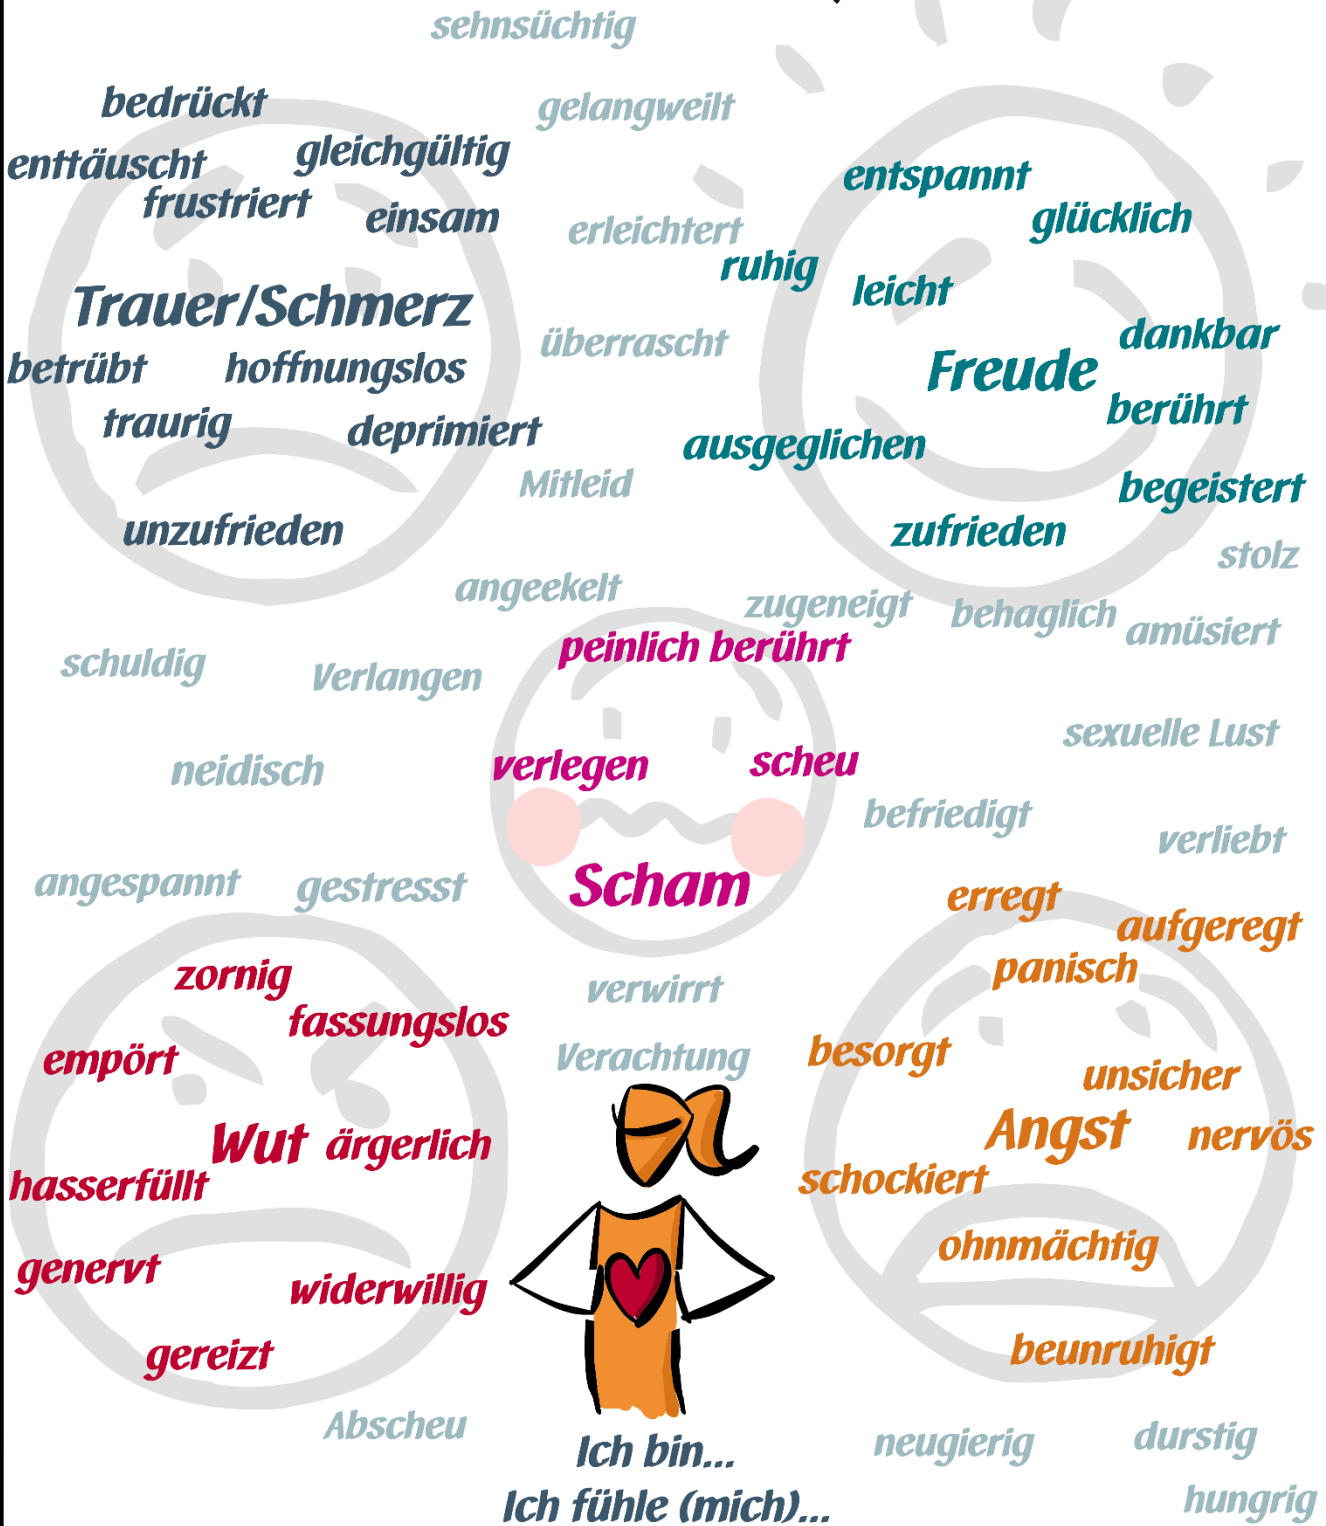 sehnsüchtig
bedrückt
gelangweilt
enttäuscht
gleichgültig
frustriert
einsam
entspannt
glücklich
erleichtert
ruhig
leicht
Trauer/Schmerz
überrascht
dankbar
betrübt
hoffnungslos
Freude
berührt
traurig
deprimiert
ausgeglichen
Mitleid
begeistert
unzufrieden
zufrieden
stolz
angeekelt
zugeneigt
behaglich
amüsiert
schuldig
Verlangen
peinlich berührt
sexuelle Lust
neidisch
verlegen
scheu
befriedigt
verliebt
angespannt
gestresst
Scham
erregt
aufgeregt
zornig
panisch
verwirrt
fassungslos
empört
Verachtung
besorgt
unsicher
Wut
ärgerlich
Angst
nervös
hasserfüllt
schockiert
genervt
widerwillig
ohnmächtig
gereizt
beunruhigt
Abscheu
Ich bin...
neugierig
durstig
Ich fühle (mich)...
hungrig